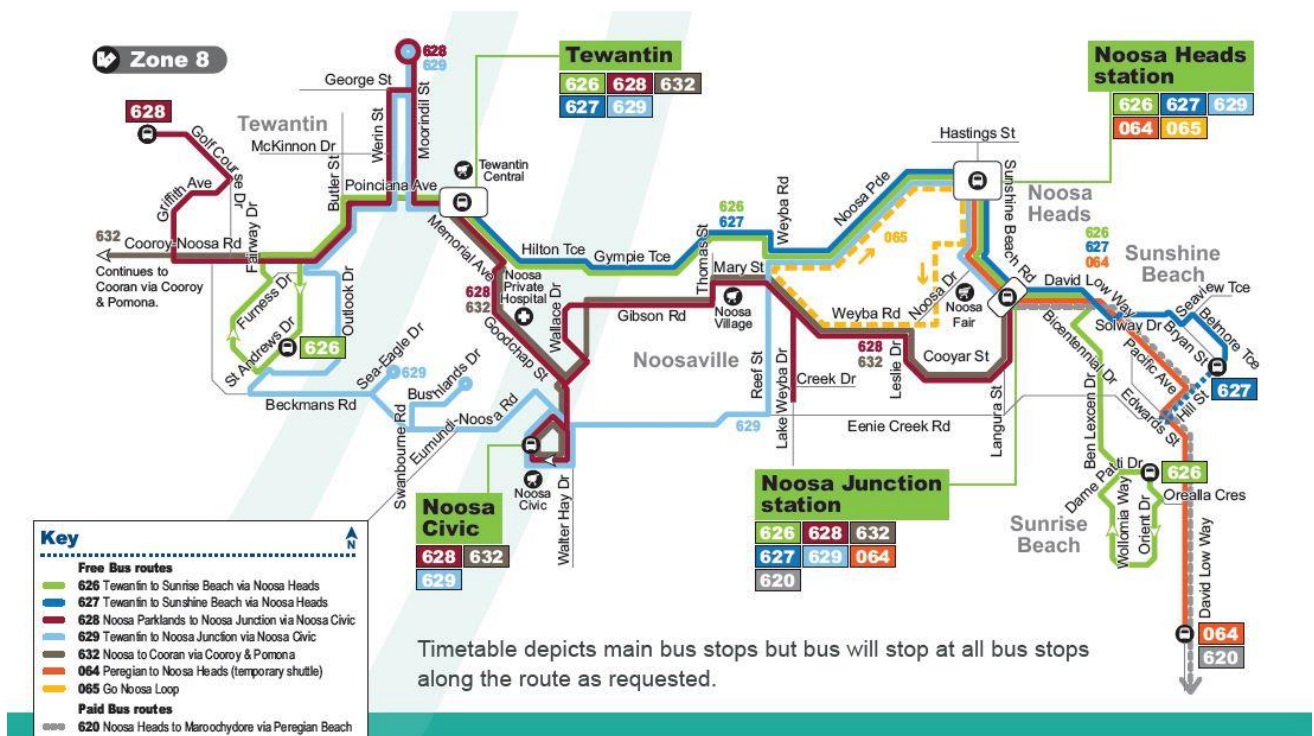 Zone 8
628
629
Tewantin
626 628 632
627 629
Noosa Heads
station
626 627 629
064 065
George St
628
Tewantin
McKinnon Dr
Werin St
Moorindil St
Golf Course Dr
Griffith Ave
Butler St
Poinciana Ave
Tewantin
Central
Hastings St
Sunshine Beach Rd
Noosa
Heads
632
Cooroy-Noosa Rd
Continues to
Cooran via Cooroy
& Pomona.
Fairway Dr
Furness Dr
St Andrews Dr
626
Outlook Dr
Memorial Ave
Hilton Tce
Gympie Tce
Noosa
Private
Hospital
628
632
Goodchap St
Wallace Dr
Gibson Rd
Thomas St
626
627
Mary St
Noosa
Village
Weyba Rd
Noosa Pde
065
Noosa Dr
Noosa
Fair
Weyba Rd
628
632
Leslie Dr
Cooyar St
Langura St
626
627
064
David Low Way
Sunshine
Beach
Seaview Tce
Solway Dr
Bryan St
Belmore Tce
627
Bicentennial Dr
Pacific Ave
Hill St
Edwards St
Noosaville
Reef St
Creek Dr
Lake Weyba Dr
Eenie Creek Rd
629
Beckmans Rd
Sea-Eagle Dr
629
Bushlands Dr
Swanbourne Rd
Eumundi-Noosa Rd
Noosa
Civic
Walter Hay Dr
Noosa
Civic
628 632
629
Noosa Junction
station
626 628 632
627 629 064
620
Ben Lexcen Dr
Dame Patti Dr
626
Orealla Cres
Wollomia Way
Orient Dr
Sunrise
Beach
David Low Way
064
620
Key
N
Free Bus routes
626 Tewantin to Sunrise Beach via Noosa Heads
627 Tewantin to Sunshine Beach via Noosa Heads
628 Noosa Parklands to Noosa Junction via Noosa Civic
629 Tewantin to Noosa Junction via Noosa Civic
632 Noosa to Cooran via Cooroy & Pomona
064 Peregian to Noosa Heads (temporary shuttle)
065 Go Noosa Loop
Paid Bus routes
620 Noosa Heads to Maroochydore via Peregian Beach
Timetable depicts main bus stops but bus will stop at all bus stops
along the route as requested.